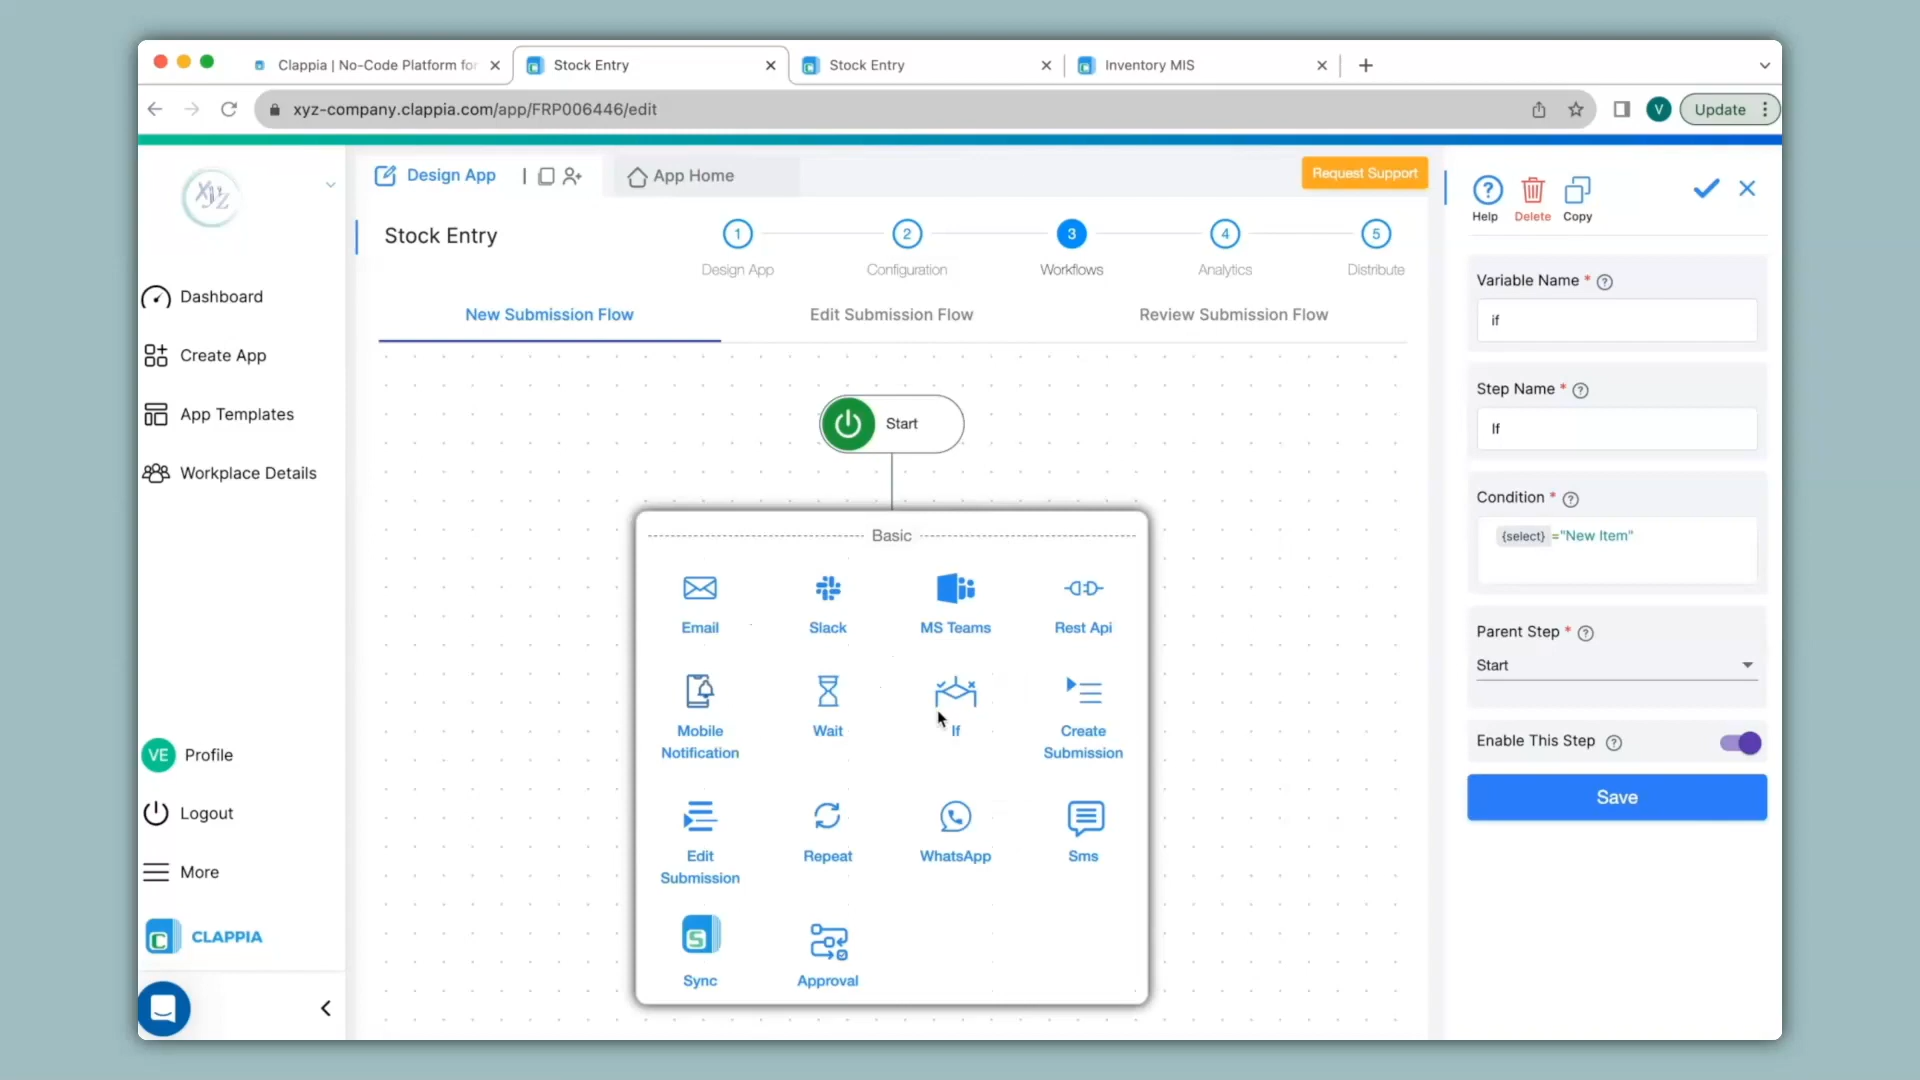 Clappia | No-Code Platform for
Stock Entry
Stock Entry
Inventory MIS
xyz-company.clappia.com/app/FRP006446/edit
V
Update
xyz
Design App
App Home
Request Support
Help
Delete
Copy
Stock Entry
1
2
3
4
5
Design App
Configuration
Workflows
Analytics
Distribute
New Submission Flow
Edit Submission Flow
Review Submission Flow
Dashboard
Create App
App Templates
Workplace Details
VE
Profile
Logout
More
CLAPPIA
Start
Basic
Email
Slack
MS Teams
Rest Api
Mobile
Notification
Wait
If
Create
Submission
Edit
Submission
Repeat
WhatsApp
Sms
Sync
Approval
Variable Name *
if
Step Name *
If
Condition *
{select} ="New Item"
Parent Step *
Start
Enable This Step
Save